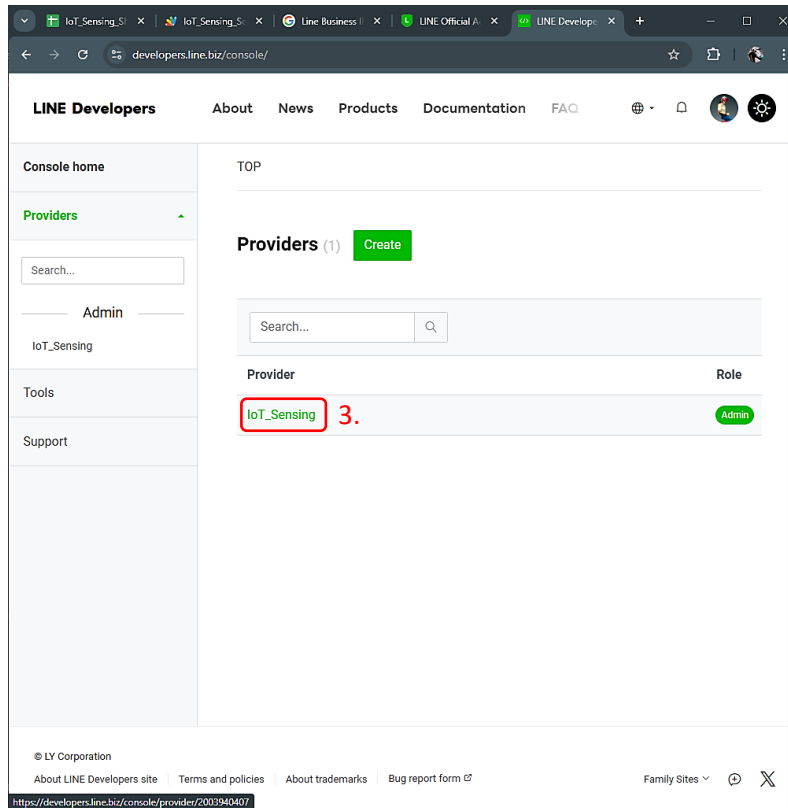 IoT_Sensing_Sh
IoT_Sensing_Sc
Line Business I
LINE Official A
LINE Develope
developers.line.biz/console/
LINE Developers
About News Products Documentation FAQ
Console home
TOP
Providers
Providers (1) Create
Search...
Admin
IoT_Sensing
Search...
Provider Role
IoT_Sensing 3. Admin
Tools
Support
© LY Corporation
About LINE Developers site Terms and policies About trademarks Bug report form Family Sites
https://developers.line.biz/console/provider/2003940407